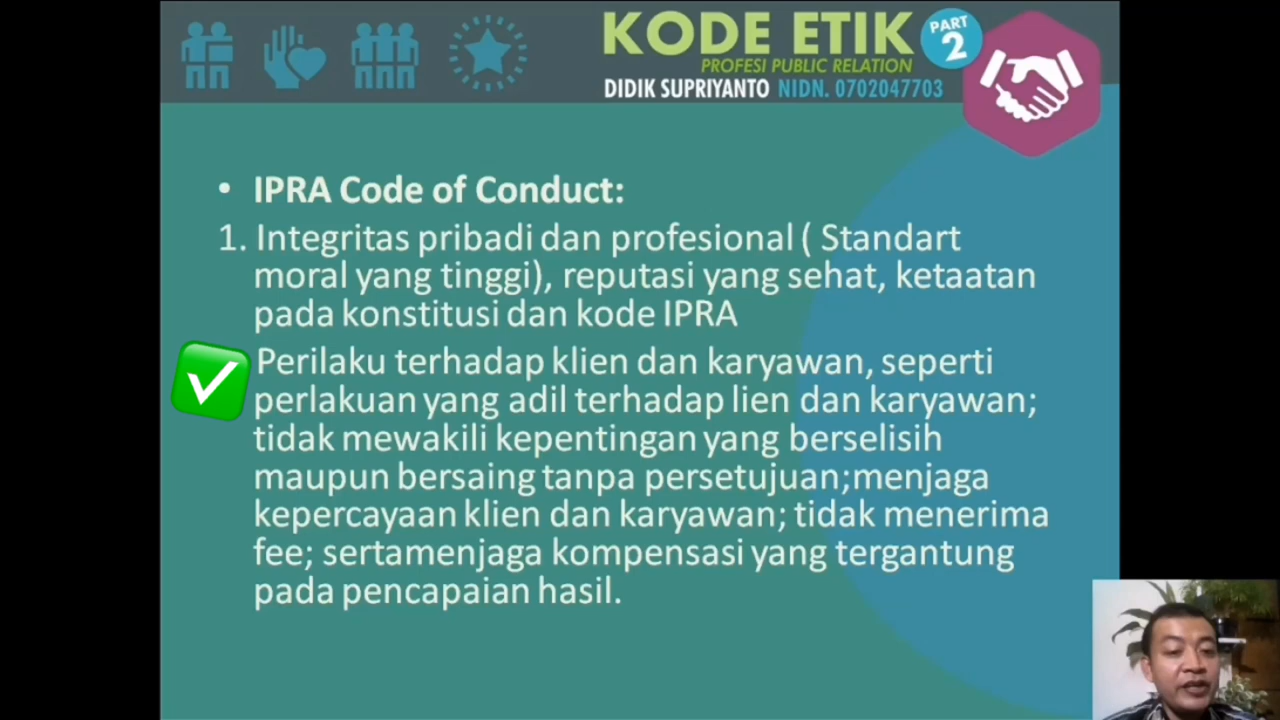 KODE ETIK PART 2
PROFESI PUBLIC RELATION
DIDIK SUPRIYANTO NIDN. 0702047703
• IPRA Code of Conduct:
1. Integritas pribadi dan profesional ( Standart
moral yang tinggi), reputasi yang sehat, ketaatan
pada konstitusi dan kode IPRA
Perilaku terhadap klien dan karyawan, seperti
perlakuan yang adil terhadap lien dan karyawan;
tidak mewakili kepentingan yang berselisih
maupun bersaing tanpa persetujuan;menjaga
kepercayaan klien dan karyawan; tidak menerima
fee; sertamenjaga kompensasi yang tergantung
pada pencapaian hasil.